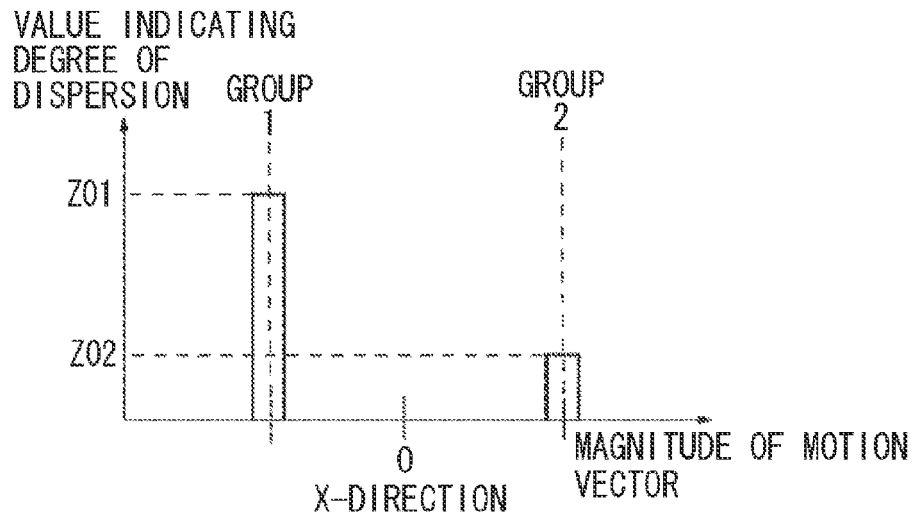 VALUE INDICATING
DEGREE OF
DISPERSION
GROUP
1
GROUP
2
Z01
Z02
0
X-DIRECTION
MAGNITUDE OF MOTION
VECTOR